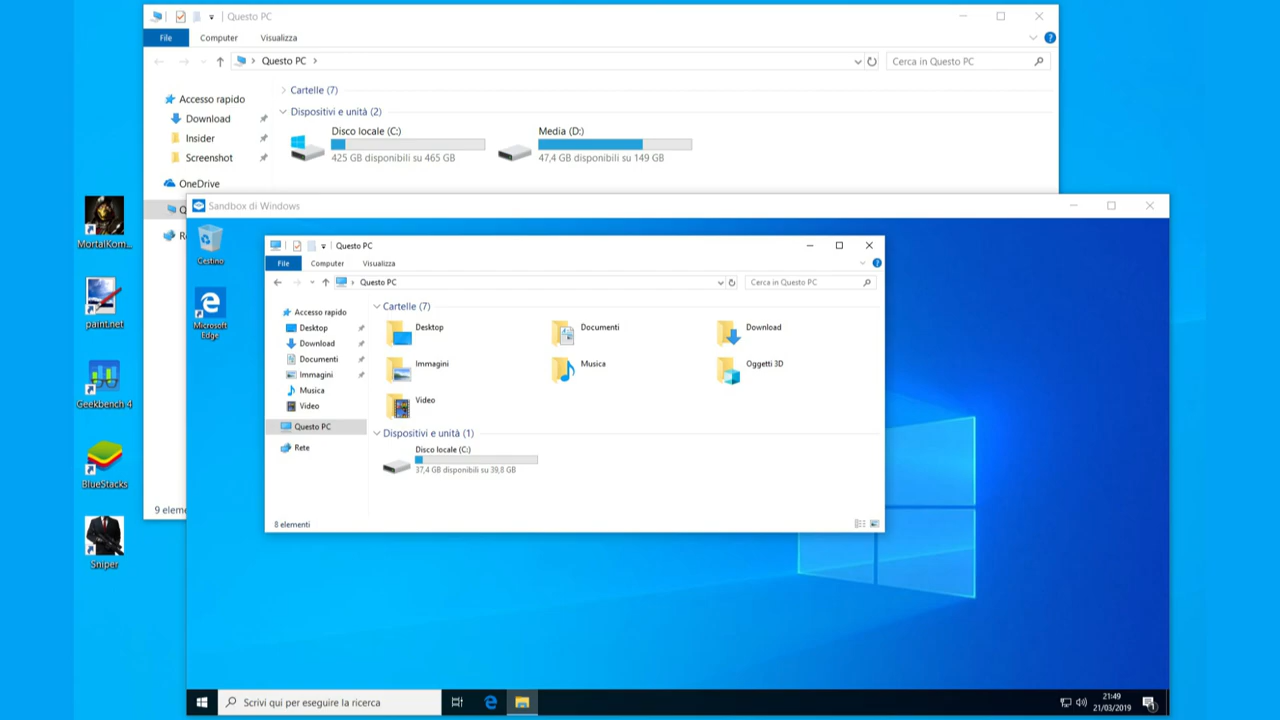 Questo PC
File Computer Visualizza
Questo PC
Cerca in Questo PC
Accesso rapido
Download
Insider
Screenshot
OneDrive
Cartelle (7)
Dispositivi e unità (2)
Disco locale (C:)
425 GB disponibili su 465 GB
Media (D:)
47,4 GB disponibili su 149 GB
9 eleme
MortalKom...
paint.net
Geekbench 4
BlueStacks
Sniper
Sandbox di Windows
Cestino
Microsoft
Edge
Questo PC
File Computer Visualizza
Questo PC
Cerca in Questo PC
Accesso rapido
Desktop
Download
Documenti
Immagini
Musica
Video
Questo PC
Rete
Cartelle (7)
Desktop
Documenti
Download
Immagini
Musica
Oggetti 3D
Video
Dispositivi e unità (1)
Disco locale (C:)
37,4 GB disponibili su 39,8 GB
8 elementi
Scrivi qui per eseguire la ricerca
21:49
21/03/2019